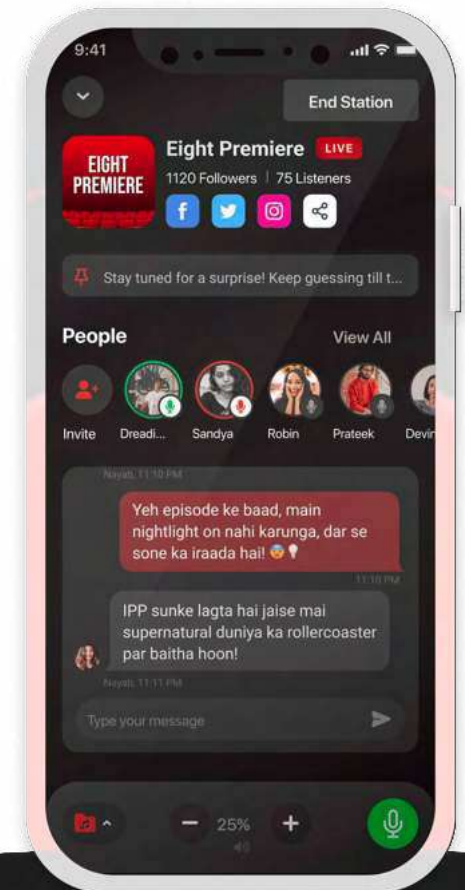 9:41
End Station
EIGHT
PREMIERE
Eight Premiere LIVE
1120 Followers | 75 Listeners
Stay tuned for a surprise! Keep guessing till t...
People
View All
Invite Dreadi... Sandya Robin Prateek Devin
Nayab, 11:10 PM
Yeh episode ke baad, main
nightlight on nahi karunga, dar se
sone ka iraada hai! 😨💡
11:10 PM
IPP sunke lagta hai jaise mai
supernatural duniya ka rollercoaster
par baitha hoon!
Nayab, 11:11 PM
Type your message
25%